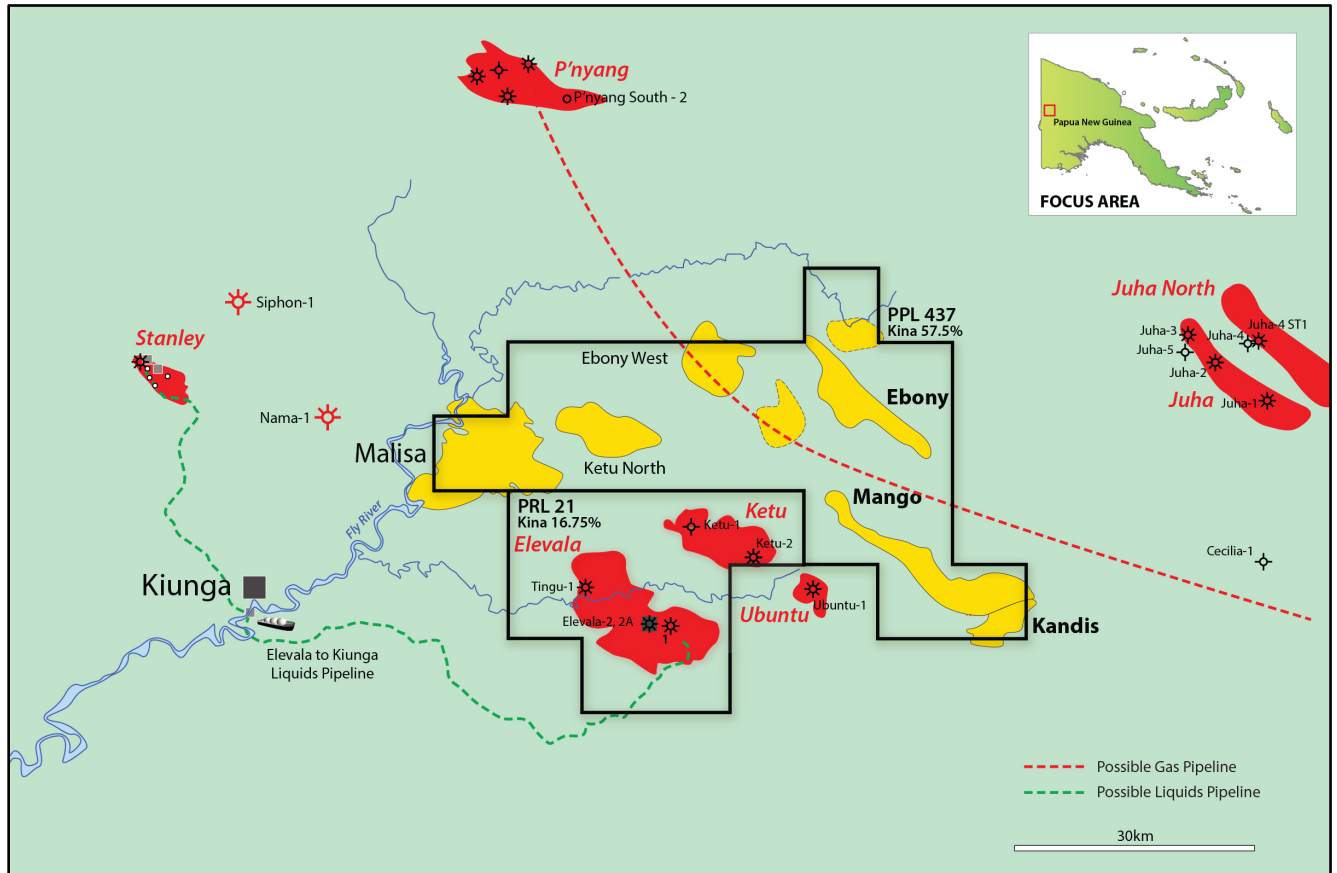 P'nyang
P'nyang South - 2
Papua New Guinea
FOCUS AREA
Siphon-1
Stanley
Nama-1
Juha North
Juha-3
Juha-4
Juha-4 ST1
Juha-5
Juha-2
Juha
Juha-1
PPL 437
Kina 57.5%
Ebony West
Ebony
Malisa
Ketu North
Mango
Fly River
PRL 21
Kina 16.75%
Ketu
Ketu-1
Ketu-2
Elevala
Cecilia-1
Kiunga
Tingu-1
Ubuntu
Ubuntu-1
Elevala-2, 2A
1
Kandis
Elevala to Kiunga
Liquids Pipeline
Possible Gas Pipeline
Possible Liquids Pipeline
30km